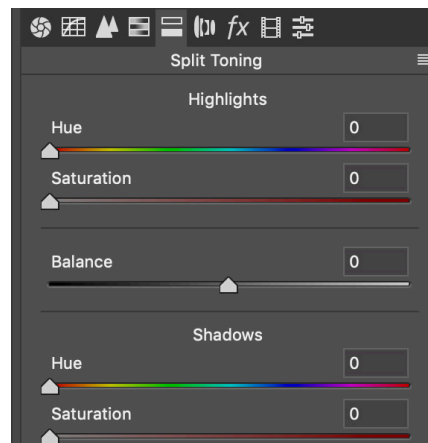 fx
Split Toning
Highlights
Hue 0
Saturation 0
Balance 0
Shadows
Hue 0
Saturation 0